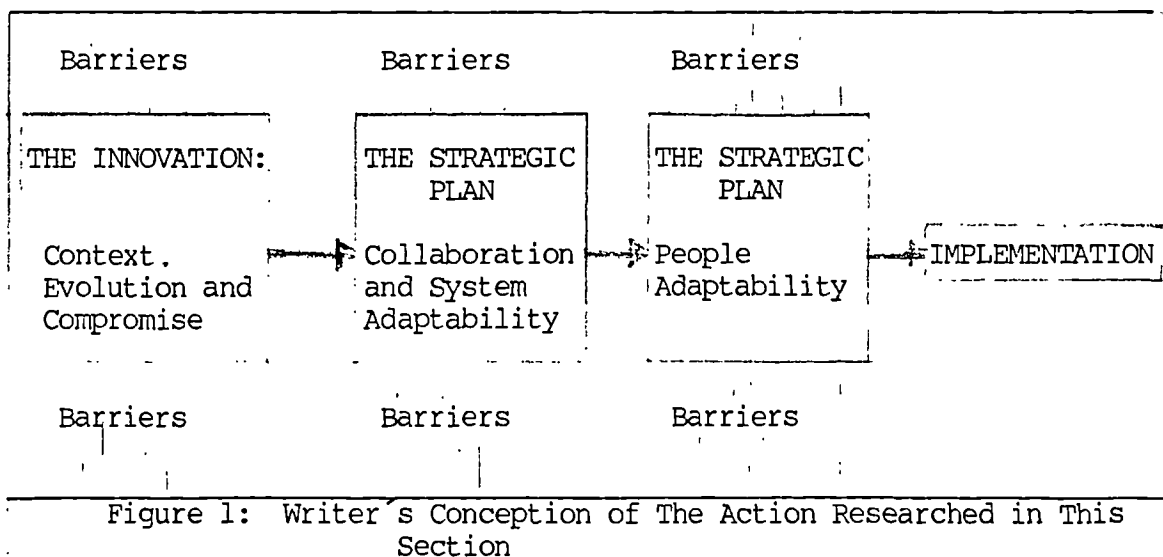 Barriers Barriers Barriers
THE INNOVATION: THE STRATEGIC THE STRATEGIC
PLAN PLAN
Context. Collaboration People IMPLEMENTATION
Evolution and and System Adaptability
Compromise Adaptability
Barriers Barriers Barriers
Figure 1: Writer's Conception of The Action Researched in This
Section